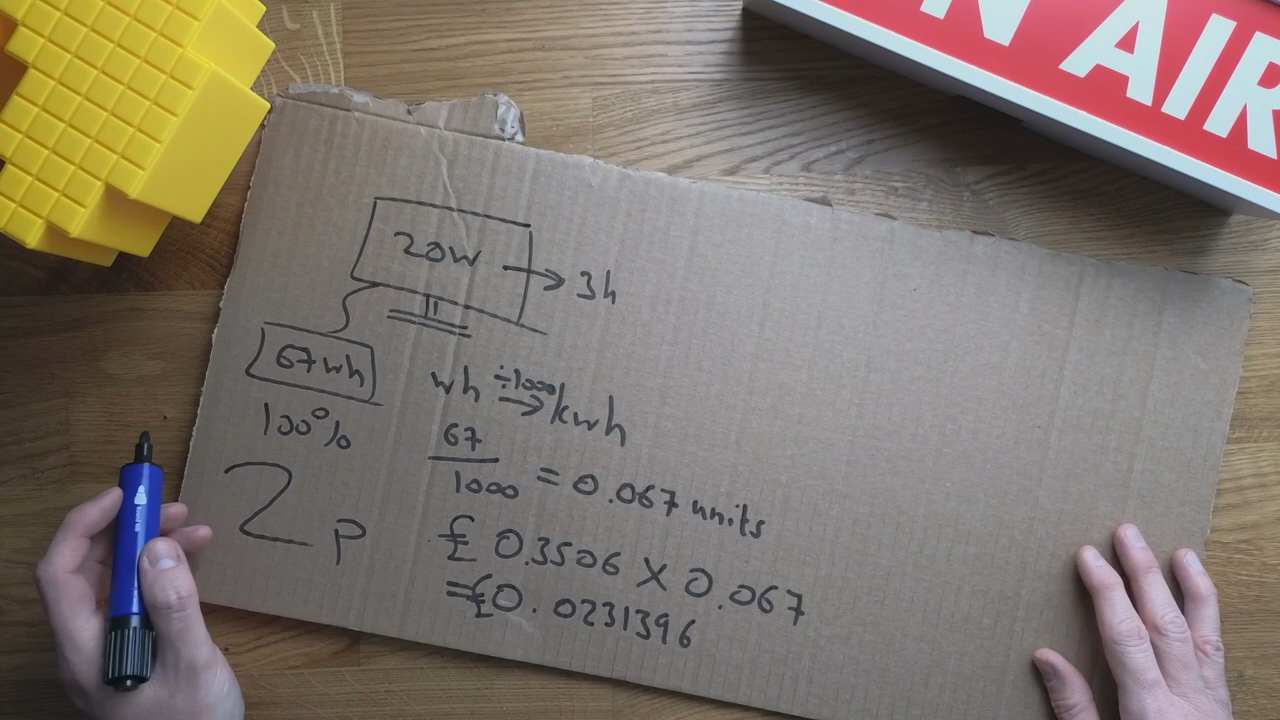 N AIR
20W → 3h
67wh
100%
wh ÷1000 → kwh
67
1000
= 0.067 units
2p
£ 0.3506 X 0.067
=£0.0231396